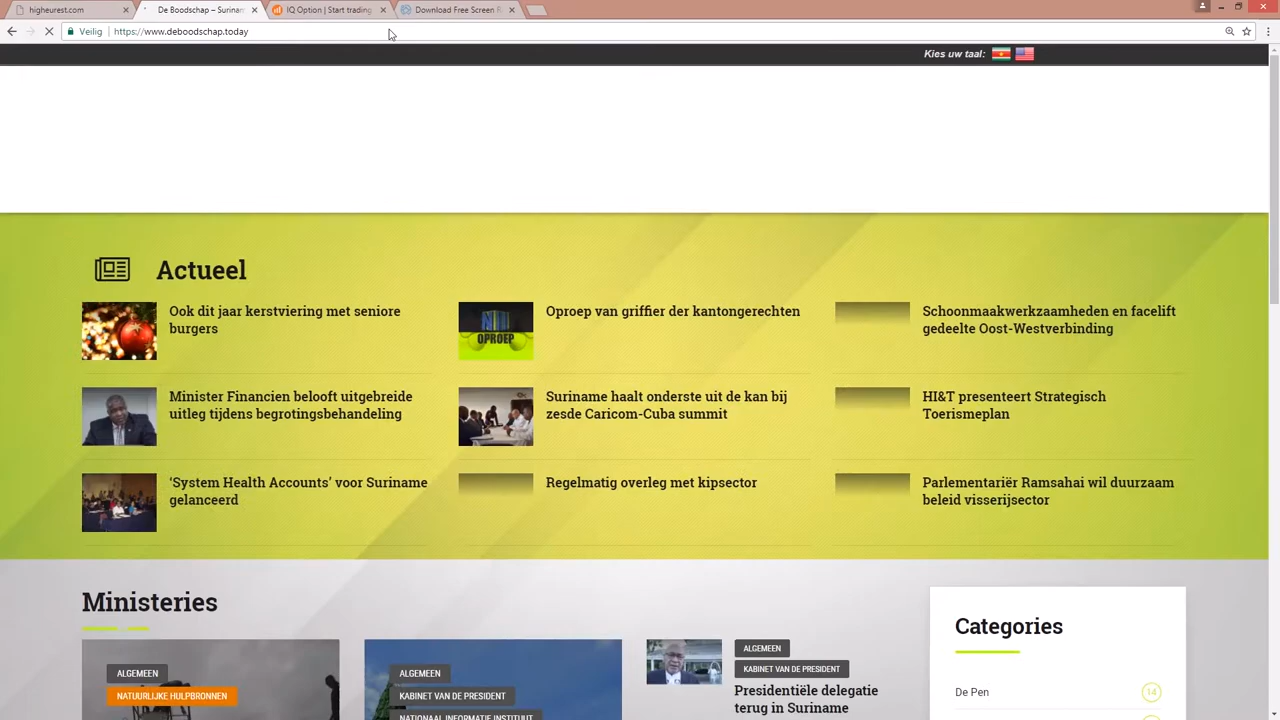 higheurest.com
De Boodschap – Surinam
IQ Option | Start trading
Download Free Screen R
Veilig
https://www.deboodschap.today
Kies uw taal:
Actueel
Ook dit jaar kerstviering met seniore
burgers
Oproep van griffier der kantongerechten
Schoonmaakwerkzaamheden en facelift
gedeelte Oost-Westverbinding
OPROEP
Minister Financien belooft uitgebreide
uitleg tijdens begrotingsbehandeling
Suriname haalt onderste uit de kan bij
zesde Caricom-Cuba summit
HI&T presenteert Strategisch
Toerismeplan
‘System Health Accounts’ voor Suriname
gelanceerd
Regelmatig overleg met kipsector
Parlementariër Ramsahai wil duurzaam
beleid visserijsector
Ministeries
Categories
ALGEMEEN
NATUURLIJKE HULPBRONNEN
ALGEMEEN
KABINET VAN DE PRESIDENT
NATIONAAL INFORMATIE INSTITUUT
ALGEMEEN
KABINET VAN DE PRESIDENT
Presidentiële delegatie
terug in Suriname
De Pen
14